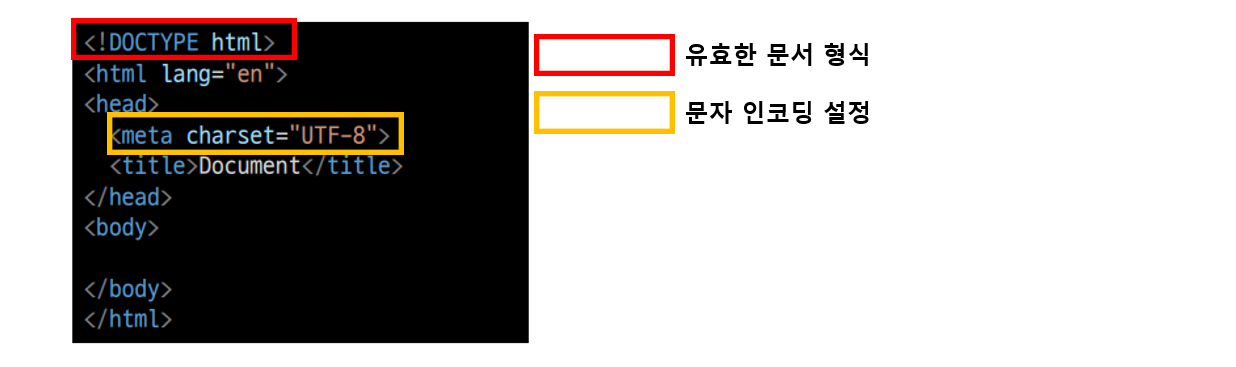 <!DOCTYPE html>
<html lang="en">
<head>
<meta charset="UTF-8">
<title>Document</title>
</head>
<body>
</body>
</html>
유효한 문서 형식
문자 인코딩 설정